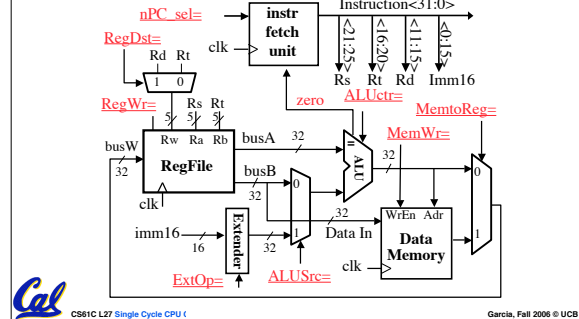 Instruction<31:0>
nPC_sel=
instr
fetch
unit
clk
<21:25>
<16:20>
<11:15>
<0:15>
Rs Rt Rd Imm16
RegDst=
Rd Rt
1 0
zero
ALUctr=
RegWr=
Rs Rt
5 5 5
MemtoReg=
MemWr=
busW
32
Rw Ra Rb
RegFile
clk
busA
32
busB
32
=
ALU
32
0
1
0
1
imm16
16
Extender
32
32
Data In
WrEn Adr
Data
Memory
clk
ExtOp=
ALUSrc=
Cal
CS61C L27 Single Cycle CPU
Garcia, Fall 2006 © UCB